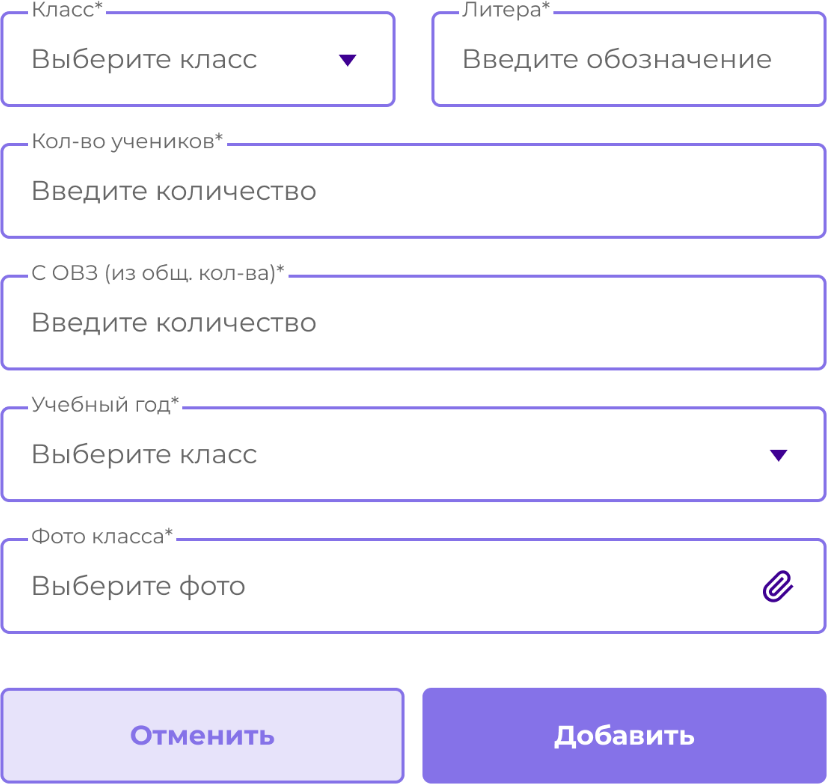 Класс*
Литера*
Выберите класс
Введите обозначение
Кол-во учеников*
Введите количество
С ОВЗ (из общ. кол-ва)*
Введите количество
Учебный год*
Выберите класс
Фото класса*
Выберите фото
Отменить
Добавить